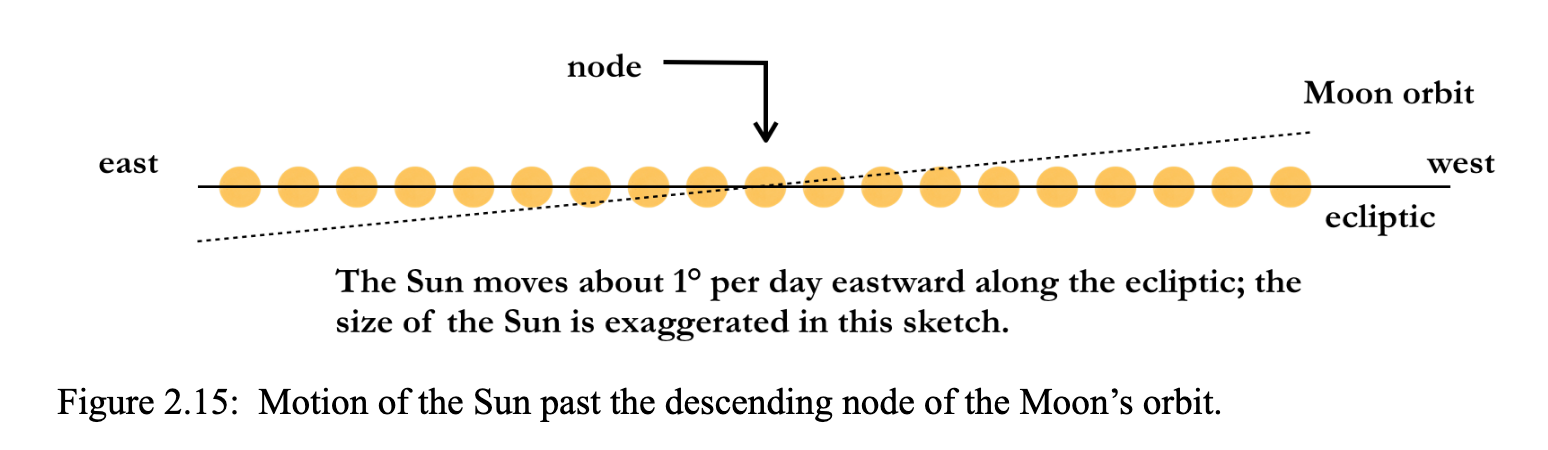 node
Moon orbit
east
west
ecliptic
The Sun moves about 1° per day eastward along the ecliptic; the
size of the Sun is exaggerated in this sketch.
Figure 2.15:  Motion of the Sun past the descending node of the Moon’s orbit.